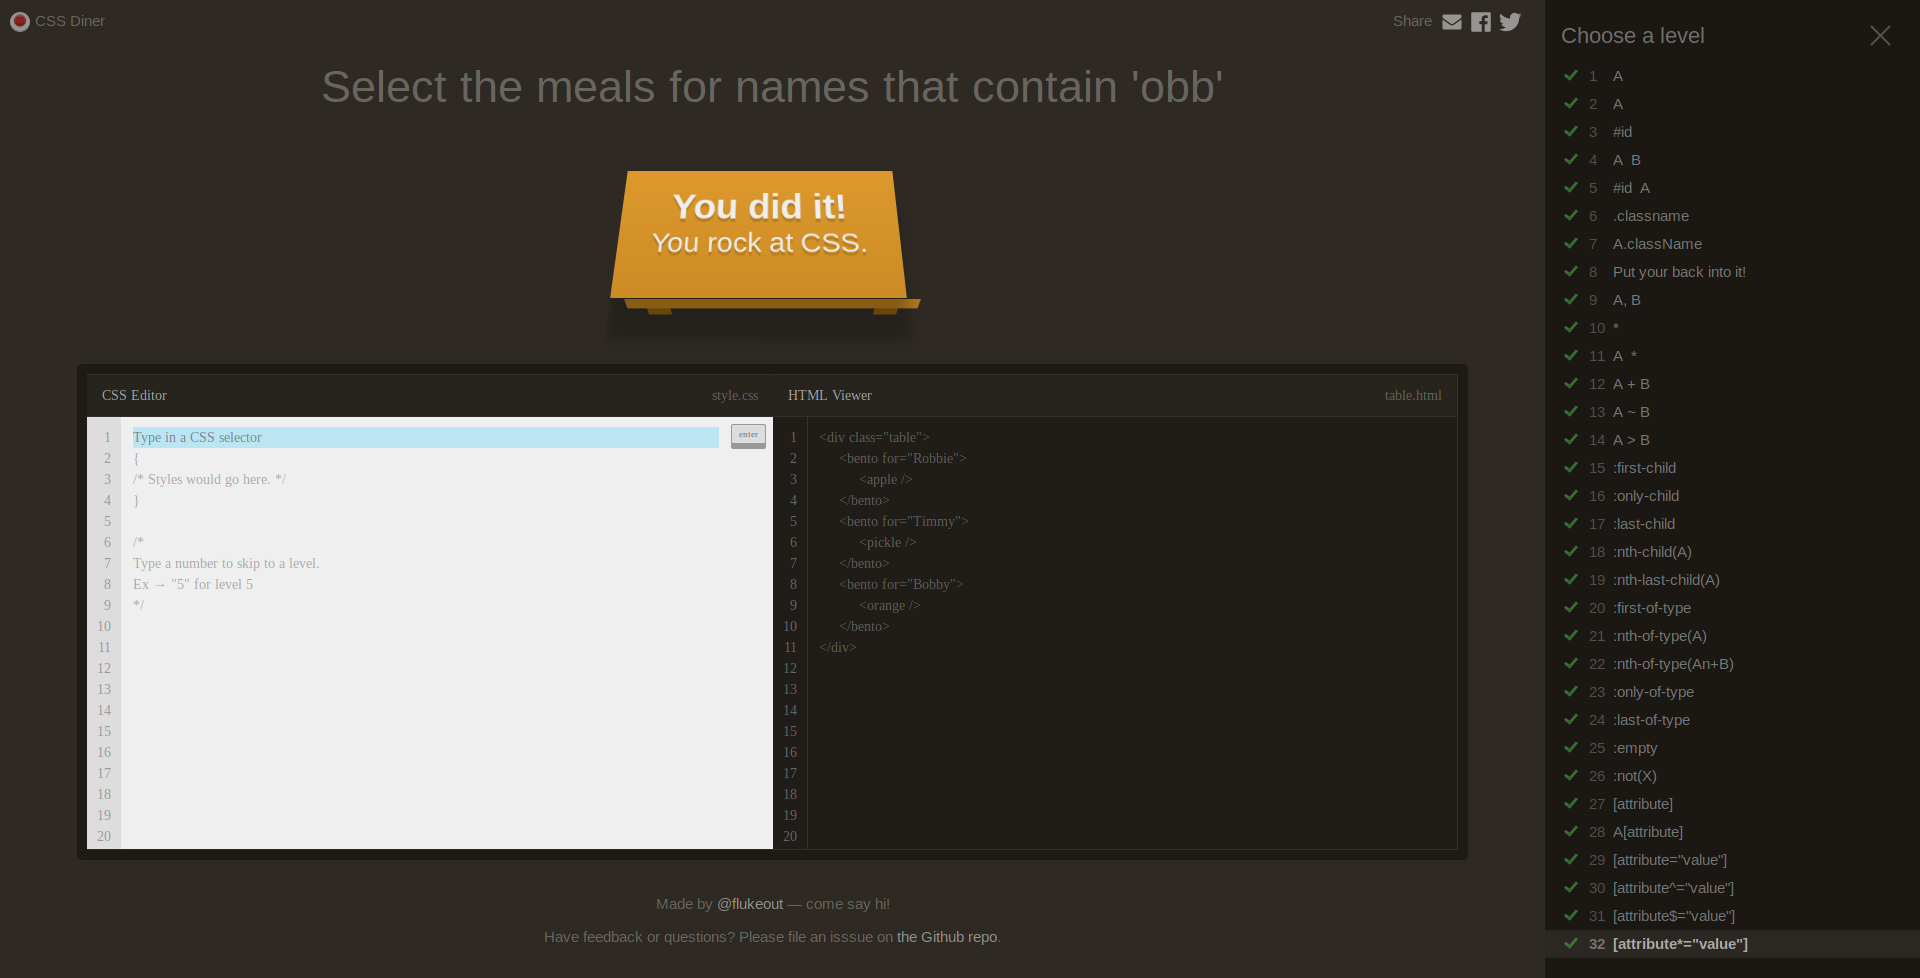 CSS Diner
Share
Select the meals for names that contain 'obb'
You did it!
You rock at CSS.
CSS Editor
style.css
HTML Viewer
table.html
1 Type in a CSS selector
enter
2 {
3 /* Styles would go here. */
4 }
5
6 /*
7 Type a number to skip to a level.
8 Ex → "5" for level 5
9 */
10
11
12
13
14
15
16
17
18
19
20
1 <div class="table">
2 <bento for="Robbie">
3 <apple />
4 </bento>
5 <bento for="Timmy">
6 <pickle />
7 </bento>
8 <bento for="Bobby">
9 <orange />
10 </bento>
11 </div>
12
13
14
15
16
17
18
19
20
Made by @flukeout — come say hi!
Have feedback or questions? Please file an isssue on the Github repo.
Choose a level
1 A
2 A
3 #id
4 A B
5 #id A
6 .classname
7 A.className
8 Put your back into it!
9 A, B
10 *
11 A *
12 A + B
13 A ~ B
14 A > B
15 :first-child
16 :only-child
17 :last-child
18 :nth-child(A)
19 :nth-last-child(A)
20 :first-of-type
21 :nth-of-type(A)
22 :nth-of-type(An+B)
23 :only-of-type
24 :last-of-type
25 :empty
26 :not(X)
27 [attribute]
28 A[attribute]
29 [attribute="value"]
30 [attribute^="value"]
31 [attribute$="value"]
32 [attribute*="value"]